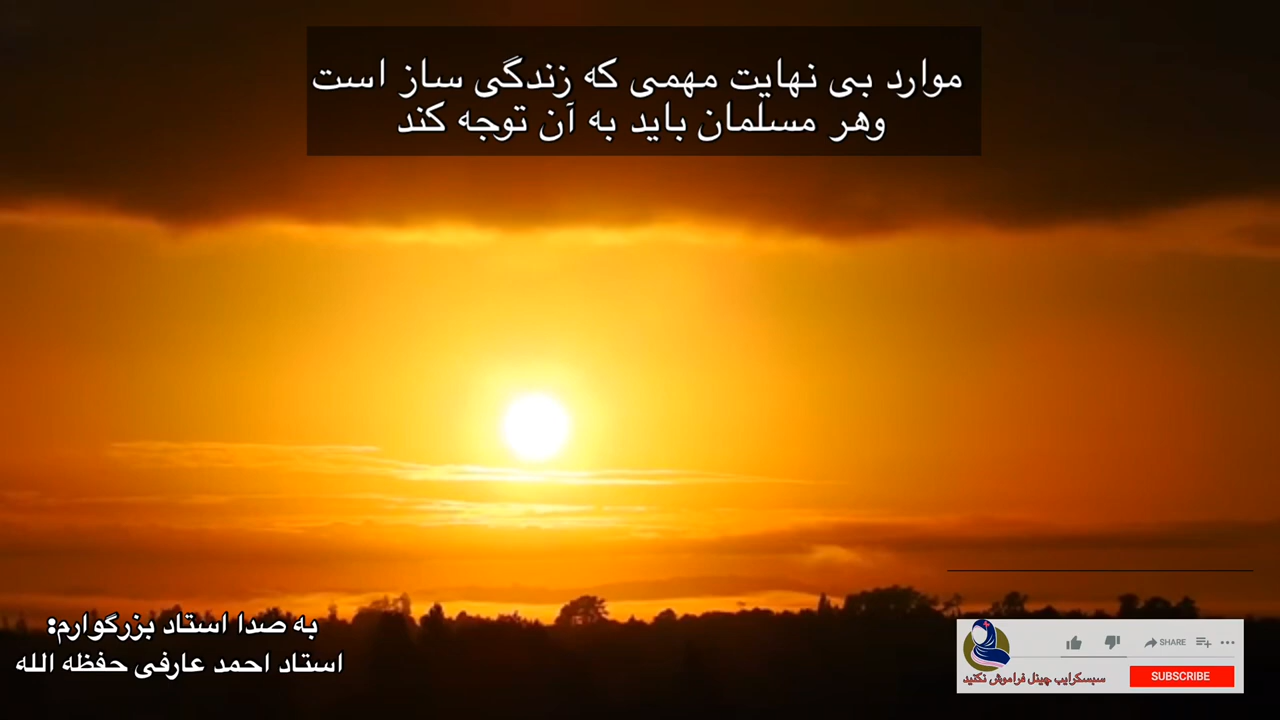 موارد بی نهایت مهمی که زندگی ساز است
وهر مسلمان باید به آن توجه کند
به صدا استاد بزرگوارم:
استاد احمد عارفی حفظه الله
SHARE
سبسکرایب چینل فراموش نکنید
SUBSCRIBE